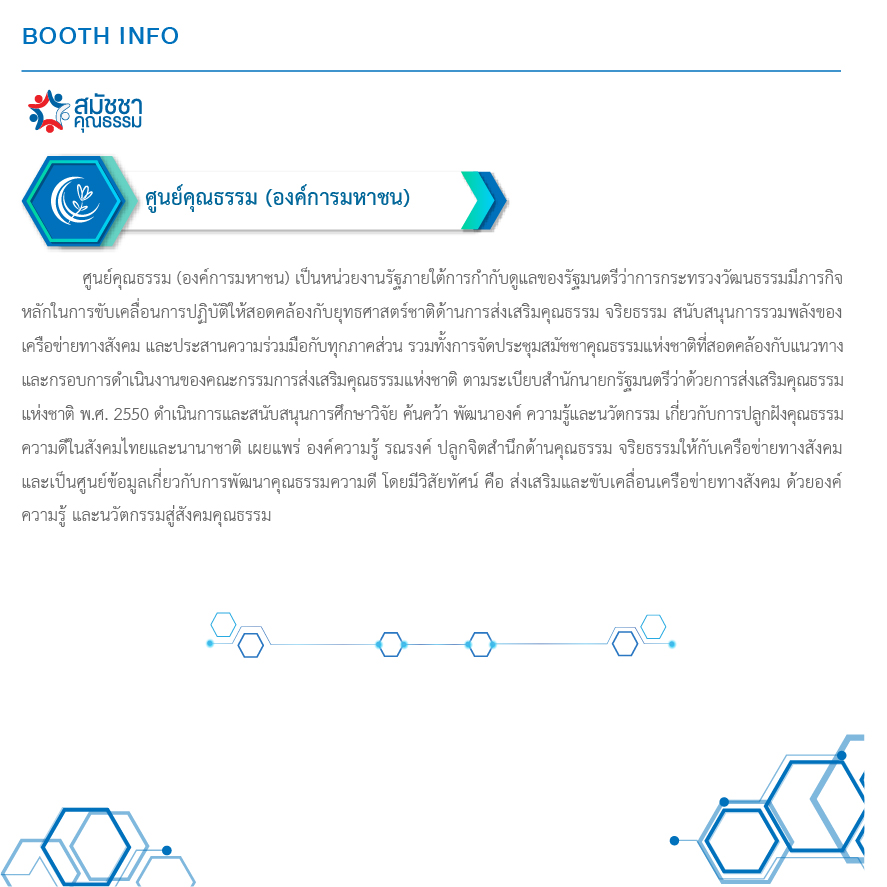 BOOTH INFO
สมัชชา
คุณธรรม
ศูนย์คุณธรรม (องค์การมหาชน)
ศูนย์คุณธรรม (องค์การมหาชน) เป็นหน่วยงานรัฐภายใต้การกำกับดูแลของรัฐมนตรีว่าการกระทรวงวัฒนธรรมมีภารกิจ
หลักในการขับเคลื่อนการปฏิบัติให้สอดคล้องกับยุทธศาสตร์ชาติด้านการส่งเสริมคุณธรรม จริยธรรม สนับสนุนการรวมพลังของ
เครือข่ายทางสังคม และประสานความร่วมมือกับทุกภาคส่วน รวมทั้งการจัดประชุมสมัชชาคุณธรรมแห่งชาติที่สอดคล้องกับแนวทาง
และกรอบการดำเนินงานของคณะกรรมการส่งเสริมคุณธรรมแห่งชาติ ตามระเบียบสำนักนายกรัฐมนตรีว่าด้วยการส่งเสริมคุณธรรม
แห่งชาติ พ.ศ. 2550 ดำเนินการและสนับสนุนการศึกษาวิจัย ค้นคว้า พัฒนาองค์ ความรู้และนวัตกรรม เกี่ยวกับการปลูกฝังคุณธรรม
ความดีในสังคมไทยและนานาชาติ เผยแพร่ องค์ความรู้ รณรงค์ ปลูกจิตสำนึกด้านคุณธรรม จริยธรรมให้กับเครือข่ายทางสังคม
และเป็นศูนย์ข้อมูลเกี่ยวกับการพัฒนาคุณธรรมความดี โดยมีวิสัยทัศน์ คือ ส่งเสริมและขับเคลื่อนเครือข่ายทางสังคม ด้วยองค์
ความรู้ และนวัตกรรมสู่สังคมคุณธรรม